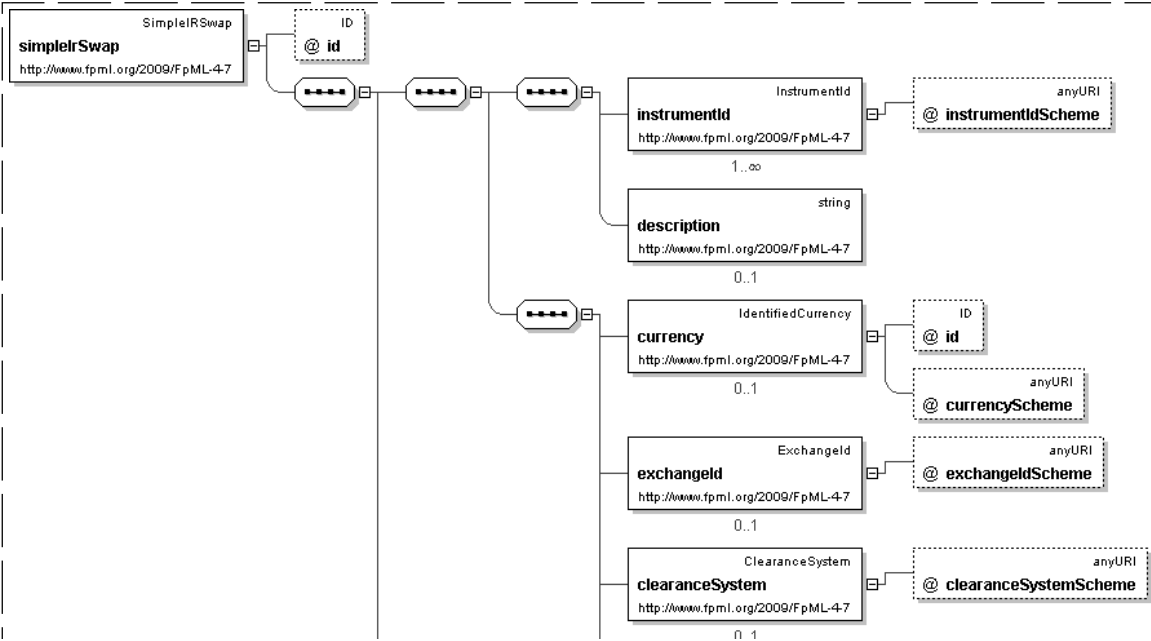 SimpleIRSwap
simpleIrSwap
http://www.fpml.org/2009/FpML-4-7
ID
@ id
InstrumentId
instrumentId
http://www.fpml.org/2009/FpML-4-7
1..∞
anyURI
@ instrumentIdScheme
string
description
http://www.fpml.org/2009/FpML-4-7
0..1
IdentifiedCurrency
currency
http://www.fpml.org/2009/FpML-4-7
0..1
ID
@ id
anyURI
@ currencyScheme
ExchangeId
exchangeId
http://www.fpml.org/2009/FpML-4-7
0..1
anyURI
@ exchangeIdScheme
ClearanceSystem
clearanceSystem
http://www.fpml.org/2009/FpML-4-7
0..1
anyURI
@ clearanceSystemScheme